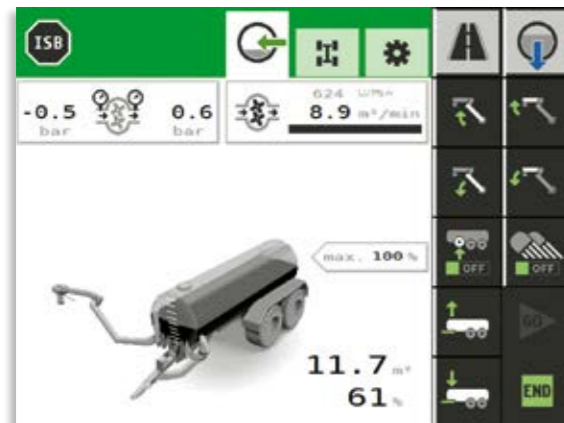 ISB
-0.5
bar
0.6
bar
624 U/Min
8.9 m³/min
max. 100 %
11.7 m³
61 %
OFF
OFF
GO
END